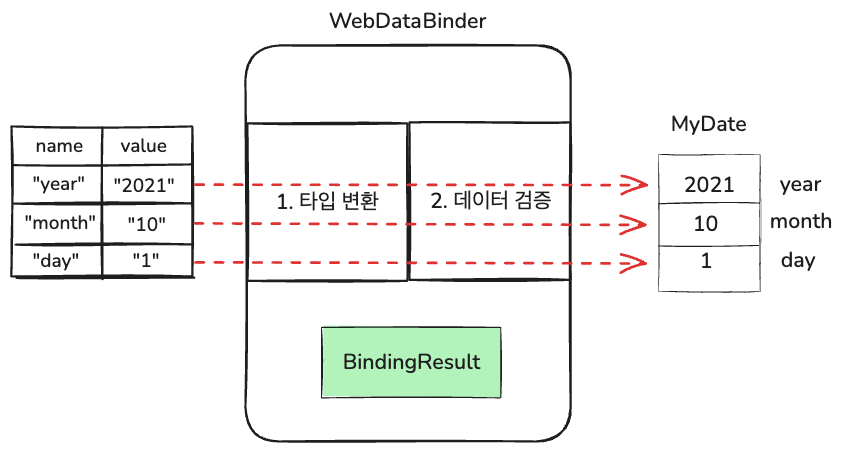 WebDataBinder
name value
"year" "2021"
"month" "10"
"day" "1"
1. 타입 변환
2. 데이터 검증
BindingResult
MyDate
2021 year
10 month
1 day